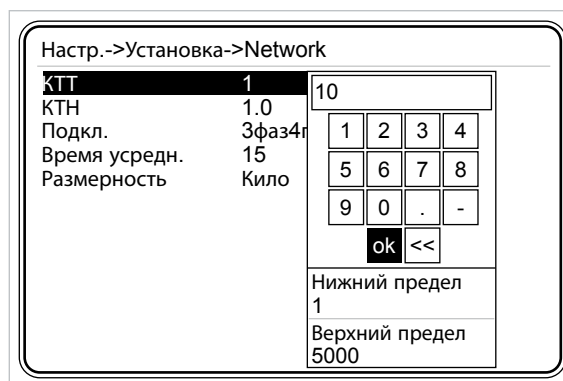 Настр.->Установка->Network
КТТ 1
КТН 1.0
Подкл. 3фаз4
Время усредн. 15
Размерность Кило
10
1 2 3 4
5 6 7 8
9 0 . -
ok <<
Нижний предел
1
Верхний предел
5000